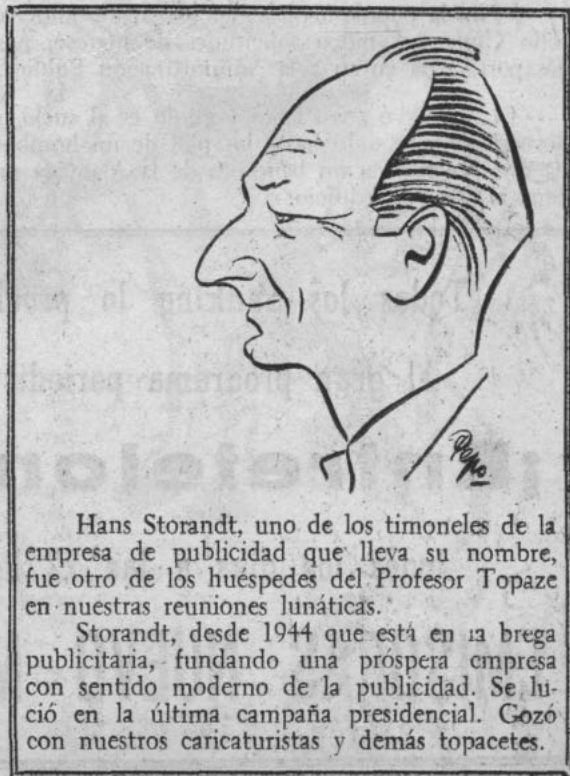 Pepo
Hans Storandt, uno de los timoneles de la
empresa de publicidad que lleva su nombre,
fue otro de los huéspedes del Profesor Topaze
en nuestras reuniones lunáticas.
Storandt, desde 1944 que está en la brega
publicitaria, fundando una próspera empresa
con sentido moderno de la publicidad. Se lu-
ció en la última campaña presidencial. Gozó
con nuestros caricaturistas y demás topacetes.